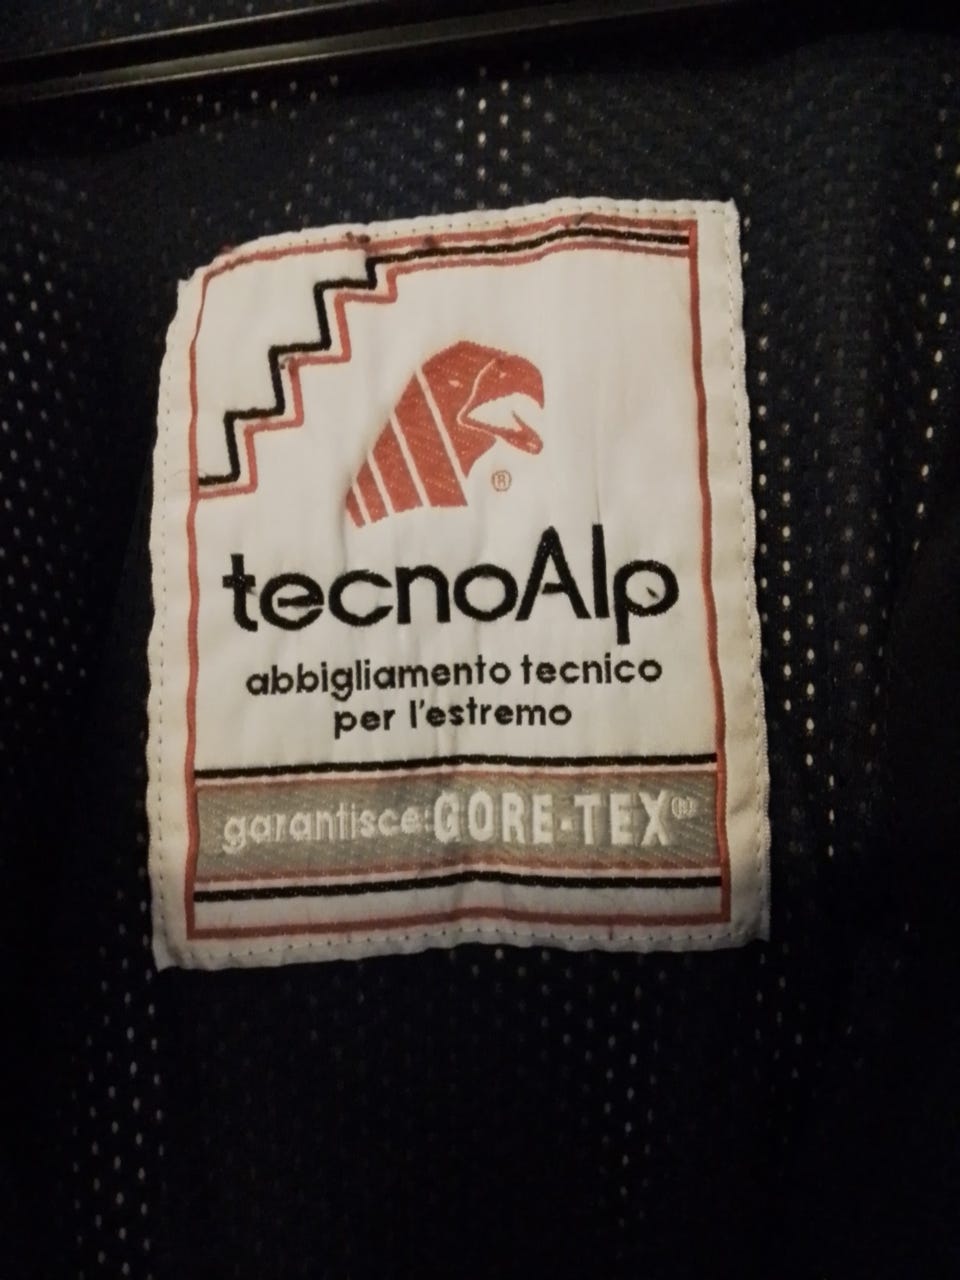 ®
tecnoAlp
abbigliamento tecnico
per l'estremo
garantisce: GORE-TEX®